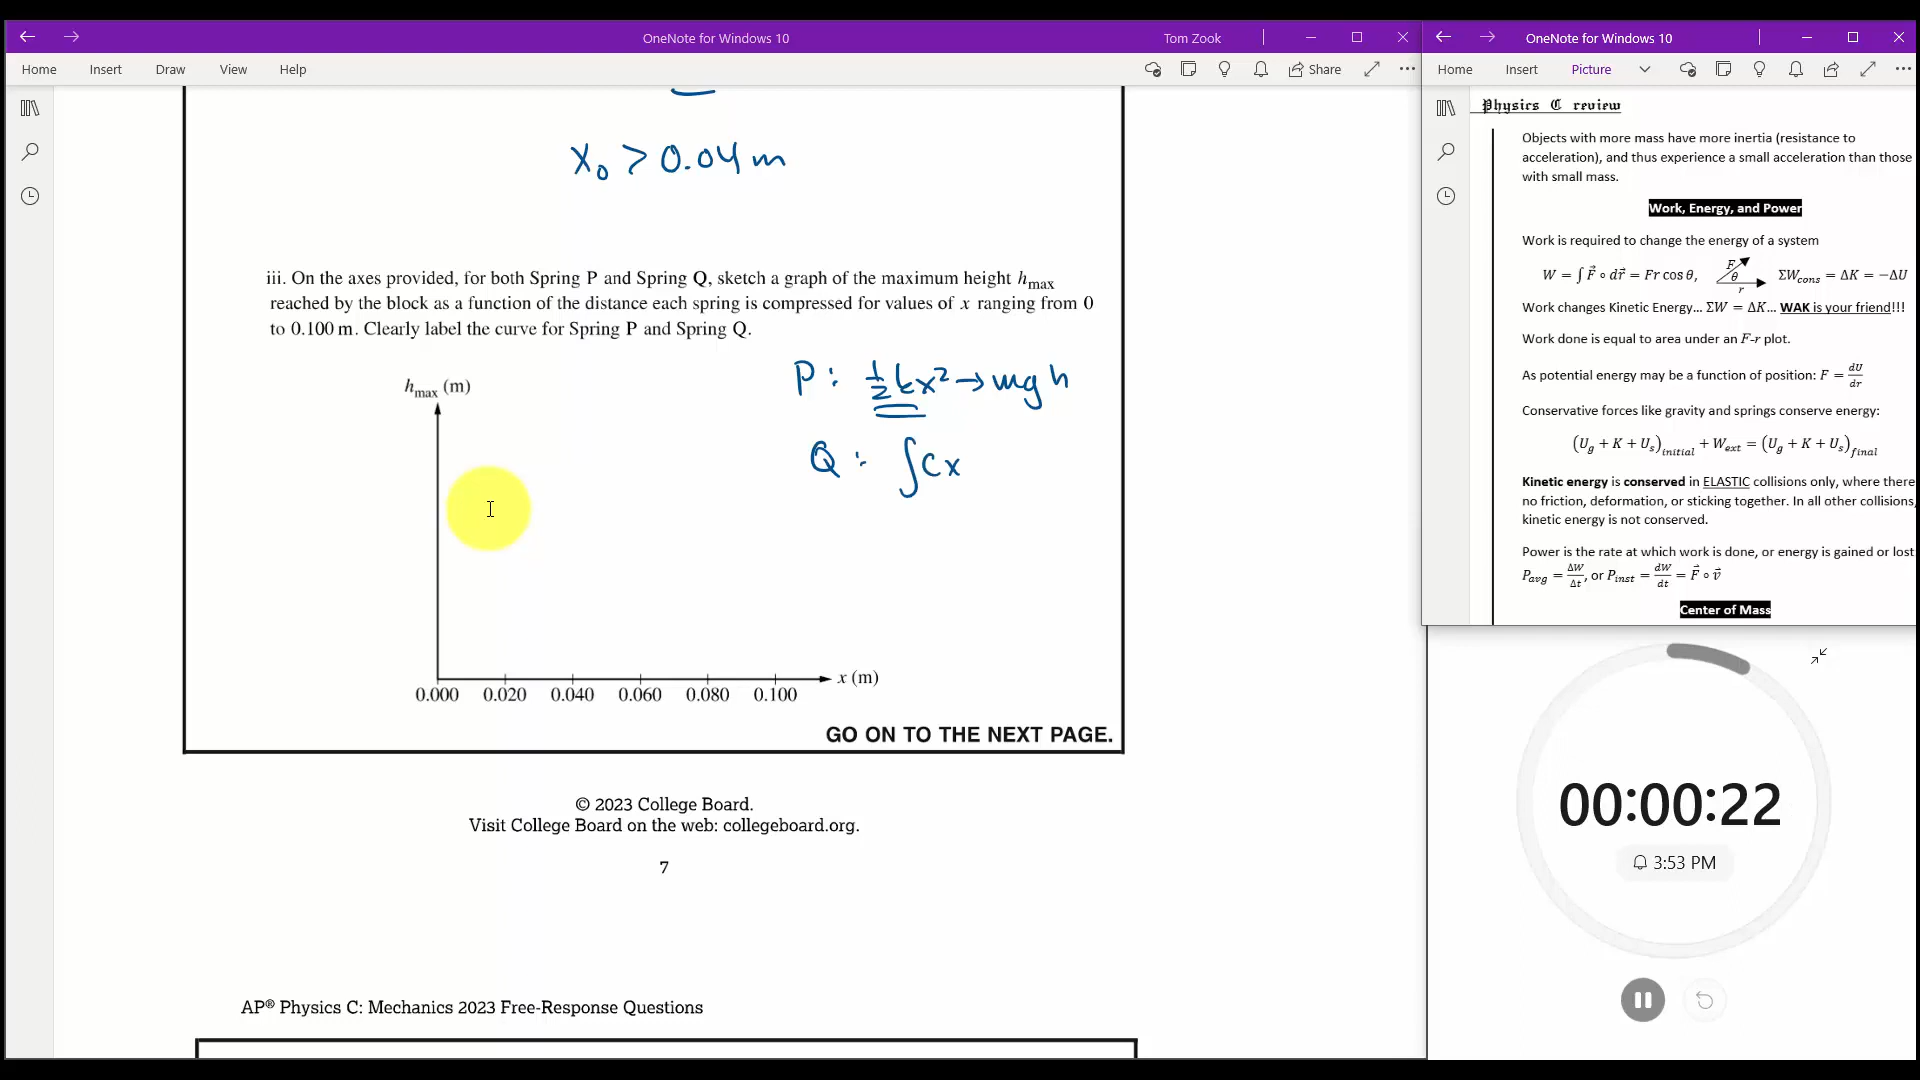 OneNote for Windows 10
Tom Zook
Home Insert Draw View Help
Share
x₀ > 0.04 m
iii. On the axes provided, for both Spring P and Spring Q, sketch a graph of the maximum height hmax
reached by the block as a function of the distance each spring is compressed for values of x ranging from 0
to 0.100 m. Clearly label the curve for Spring P and Spring Q.
P: ½kx² → mgh
Q: ∫Cx
hmax (m)
x (m)
0.000 0.020 0.040 0.060 0.080 0.100
GO ON TO THE NEXT PAGE.
© 2023 College Board.
Visit College Board on the web: collegeboard.org.
7
AP® Physics C: Mechanics 2023 Free-Response Questions
OneNote for Windows 10
Home Insert Picture
Physics C review
Objects with more mass have more inertia (resistance to
acceleration), and thus experience a small acceleration than those
with small mass.
Work, Energy, and Power
Work is required to change the energy of a system
W = ∫ F⃗ ∘ dr⃗ = Fr cos θ, F θ r ΣWcons = ΔK = −ΔU
Work changes Kinetic Energy... ΣW = ΔK... WAK is your friend!!!
Work done is equal to area under an F-r plot.
As potential energy may be a function of position: F = dU/dr
Conservative forces like gravity and springs conserve energy:
(Ug + K + Us)initial + Wext = (Ug + K + Us)final
Kinetic energy is conserved in ELASTIC collisions only, where there
no friction, deformation, or sticking together. In all other collisions,
kinetic energy is not conserved.
Power is the rate at which work is done, or energy is gained or lost
Pavg = ΔW/Δt, or Pinst = dW/dt = F⃗ ∘ v⃗
Center of Mass
00:00:22
3:53 PM